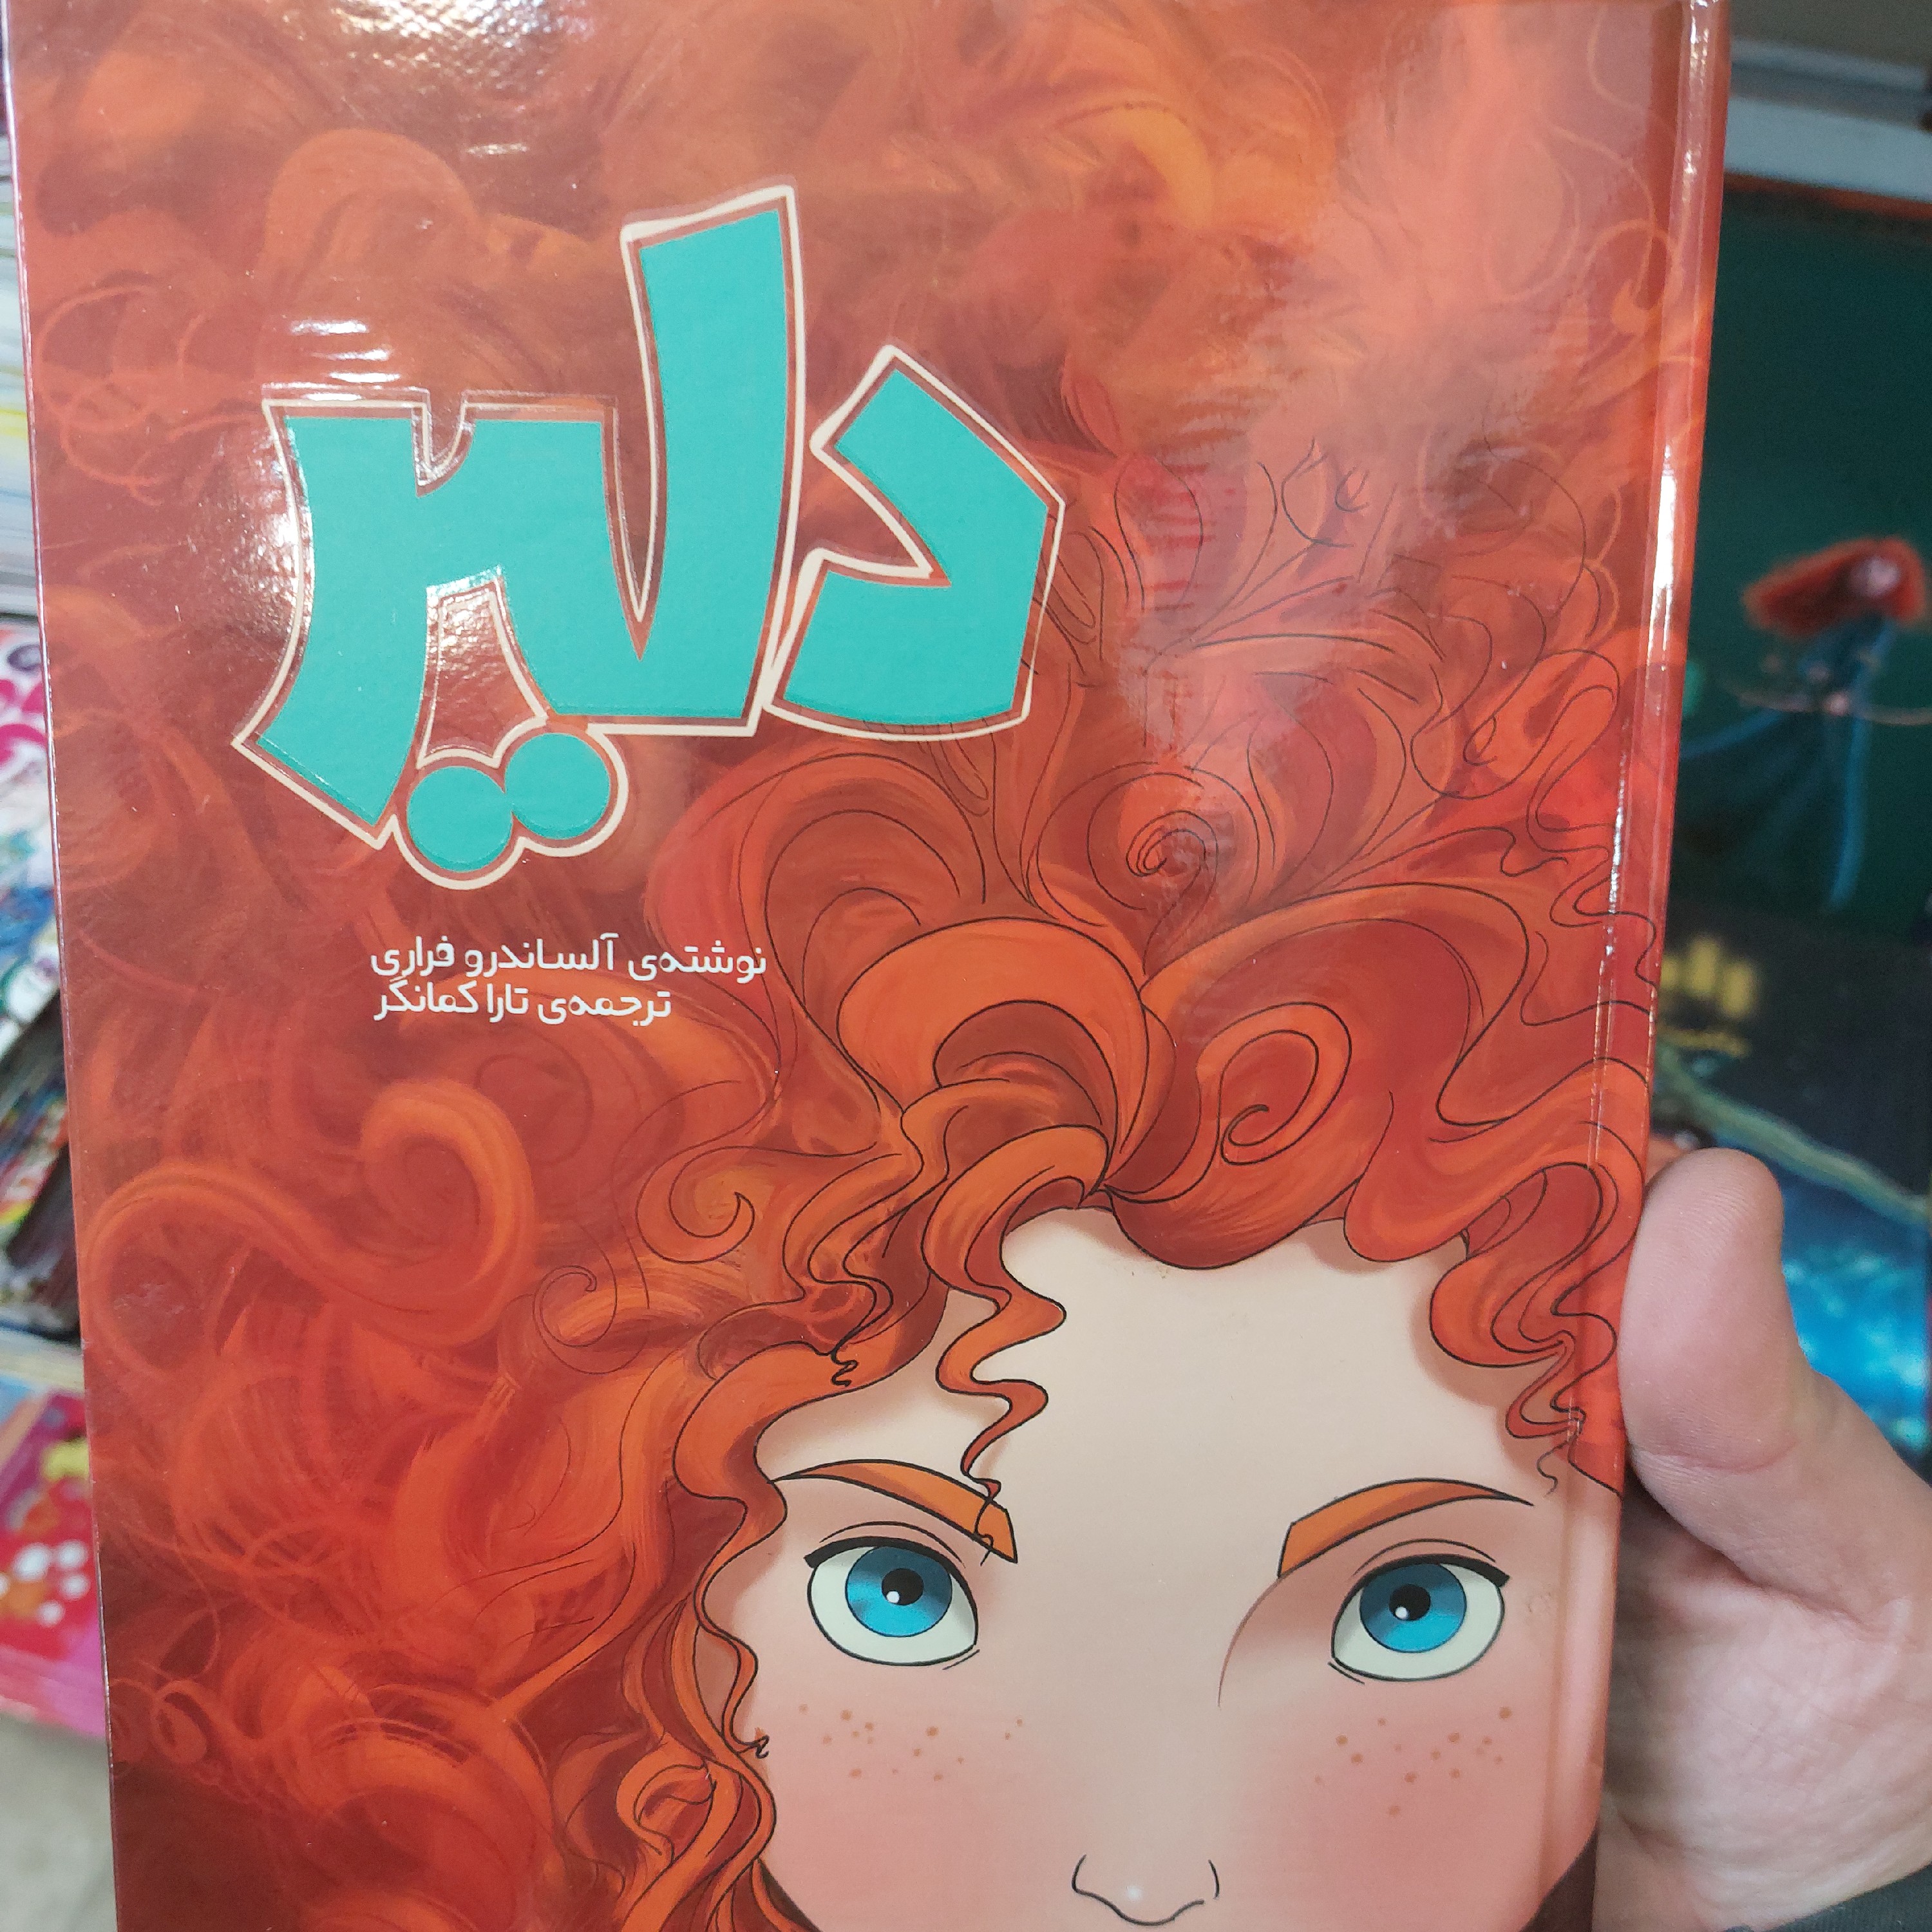 دلیر
نوشته‌ی آلساندرو فراری
ترجمه‌ی تارا کمانگر